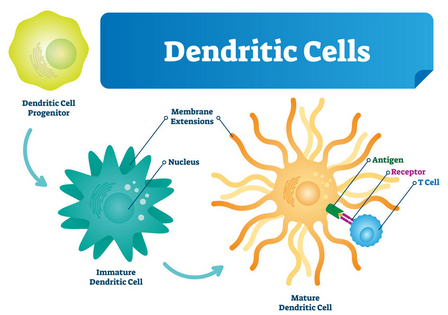 Dendritic Cells
Dendritic Cell
Progenitor
Membrane
Extensions
Nucleus
Antigen
Receptor
T Cell
Immature
Dendritic Cell
Mature
Dendritic Cell